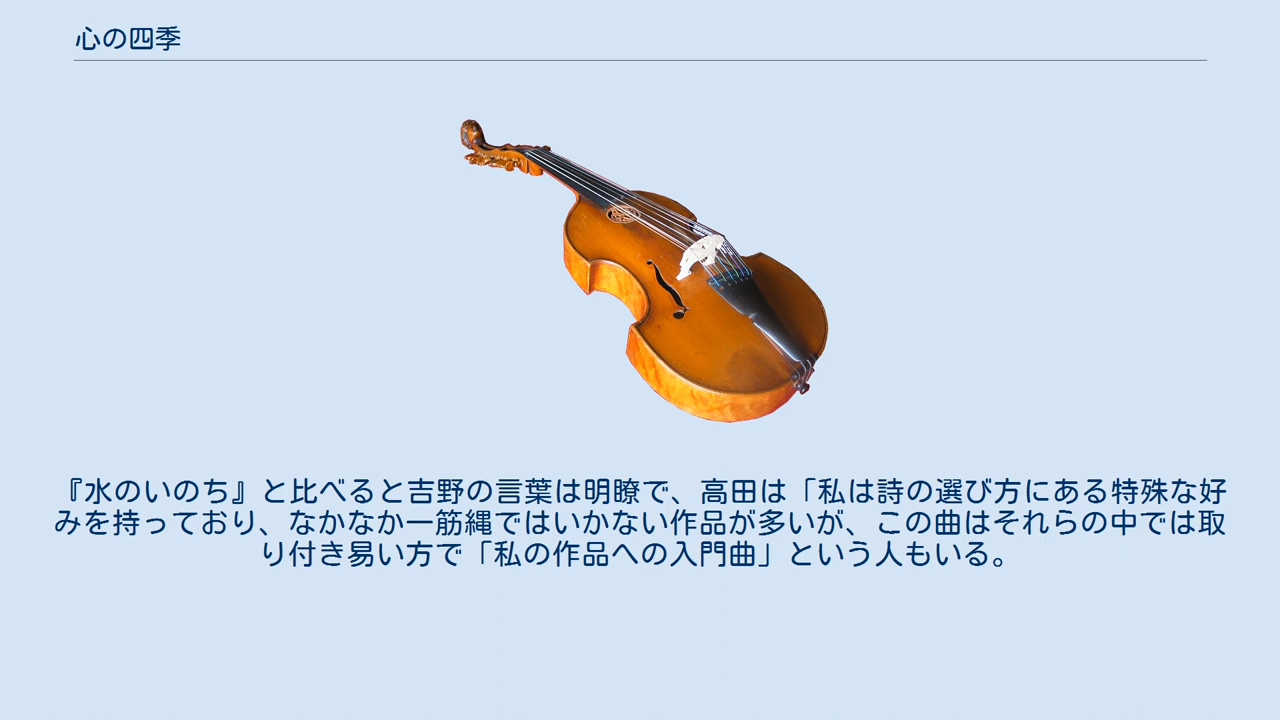 心の四季
『水のいのち』と比べると吉野の言葉は明瞭で、高田は「私は詩の選び方にある特殊な好
みを持っており、なかなか一筋縄ではいかない作品が多いが、この曲はそれらの中では取
り付き易い方で「私の作品への入門曲」という人もいる。